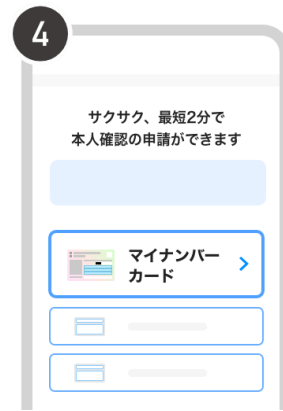 4
サクサク、最短2分で
本人確認の申請ができます
マイナンバー
カード